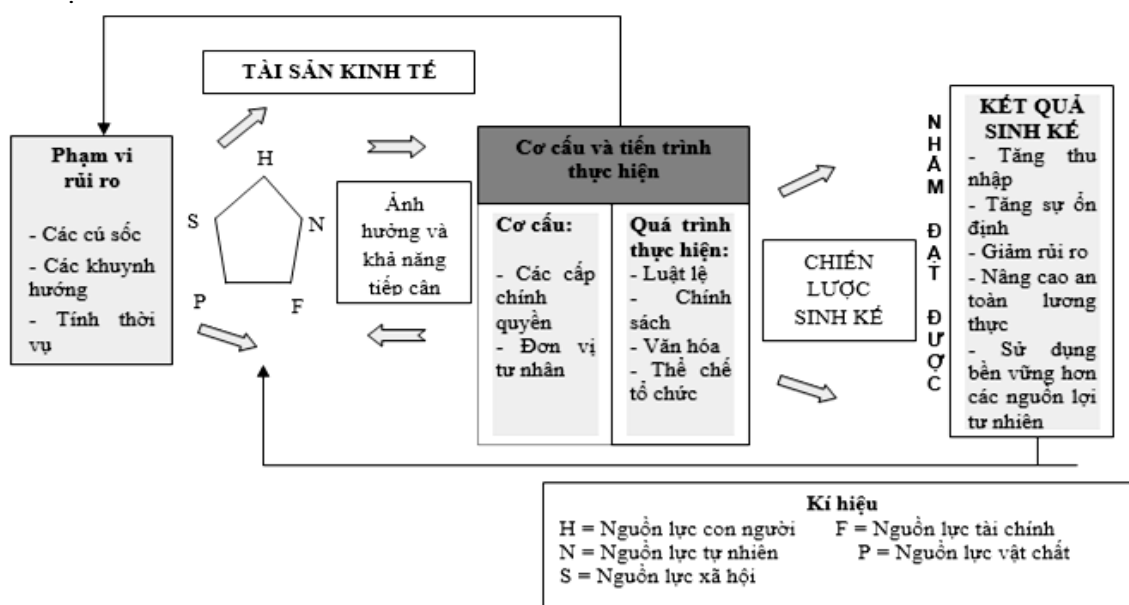 TÀI SẢN KINH TẾ
Phạm vi
rủi ro
- Các cú sốc
- Các khuynh
hướng
- Tính thời
vụ
H
S
N
P
F
Ảnh
hưởng và
khả năng
tiếp cận
Cơ cấu và tiến trình
thực hiện
Cơ cấu:
- Các cấp
chính
quyền
- Đơn vị
tư nhân
Quá trình
thực hiện:
- Luật lệ
- Chính
sách
- Văn hóa
- Thể chế
tổ chức
CHIẾN
LƯỢC
SINH KẾ
NHẰM ĐẠT ĐƯỢC
KẾT QUẢ
SINH KẾ
- Tăng thu
nhập
- Tăng sự ổn
định
- Giảm rủi ro
- Nâng cao an
toàn lương
thực
- Sử dụng
bền vững hơn
các nguồn lợi
tự nhiên
Kí hiệu
H = Nguồn lực con người F = Nguồn lực tài chính
N = Nguồn lực tự nhiên P = Nguồn lực vật chất
S = Nguồn lực xã hội